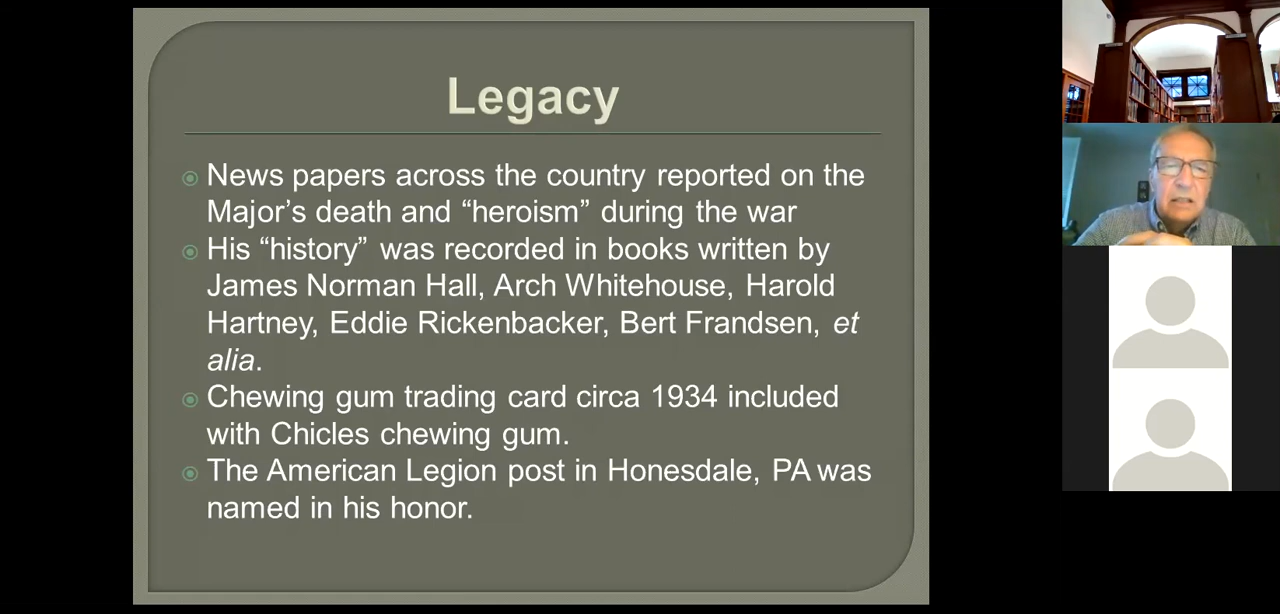 Legacy
News papers across the country reported on the
Major’s death and “heroism” during the war
His “history” was recorded in books written by
James Norman Hall, Arch Whitehouse, Harold
Hartney, Eddie Rickenbacker, Bert Frandsen, et
alia.
Chewing gum trading card circa 1934 included
with Chicles chewing gum.
The American Legion post in Honesdale, PA was
named in his honor.